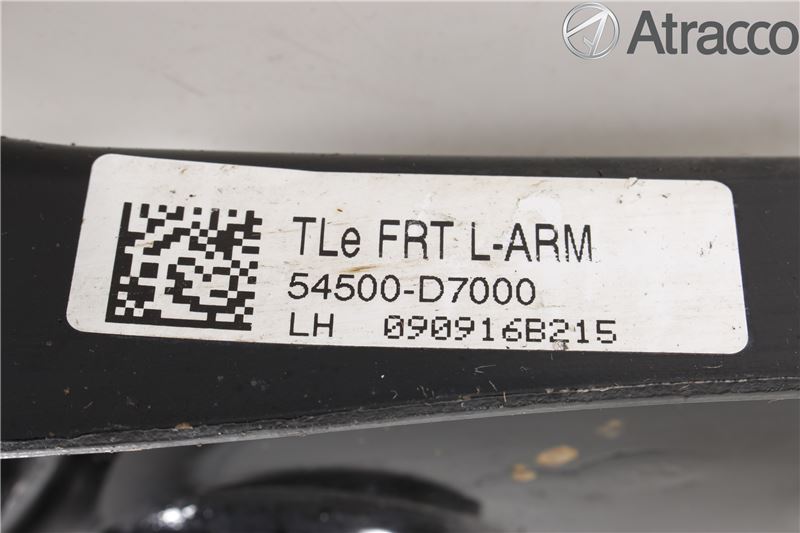 Atracco
TLe FRT L-ARM
54500-D7000
LH 090916B215